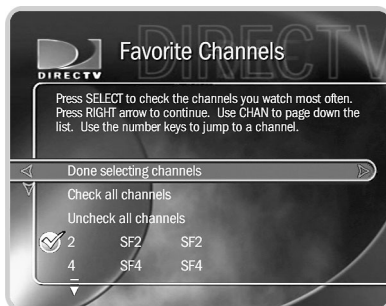 DIRECTV
Favorite Channels
DIRECTV
Press SELECT to check the channels you watch most often.
Press RIGHT arrow to continue. Use CHAN to page down the
list. Use the number keys to jump to a channel.
Done selecting channels
Check all channels
Uncheck all channels
2 SF2 SF2
4 SF4 SF4